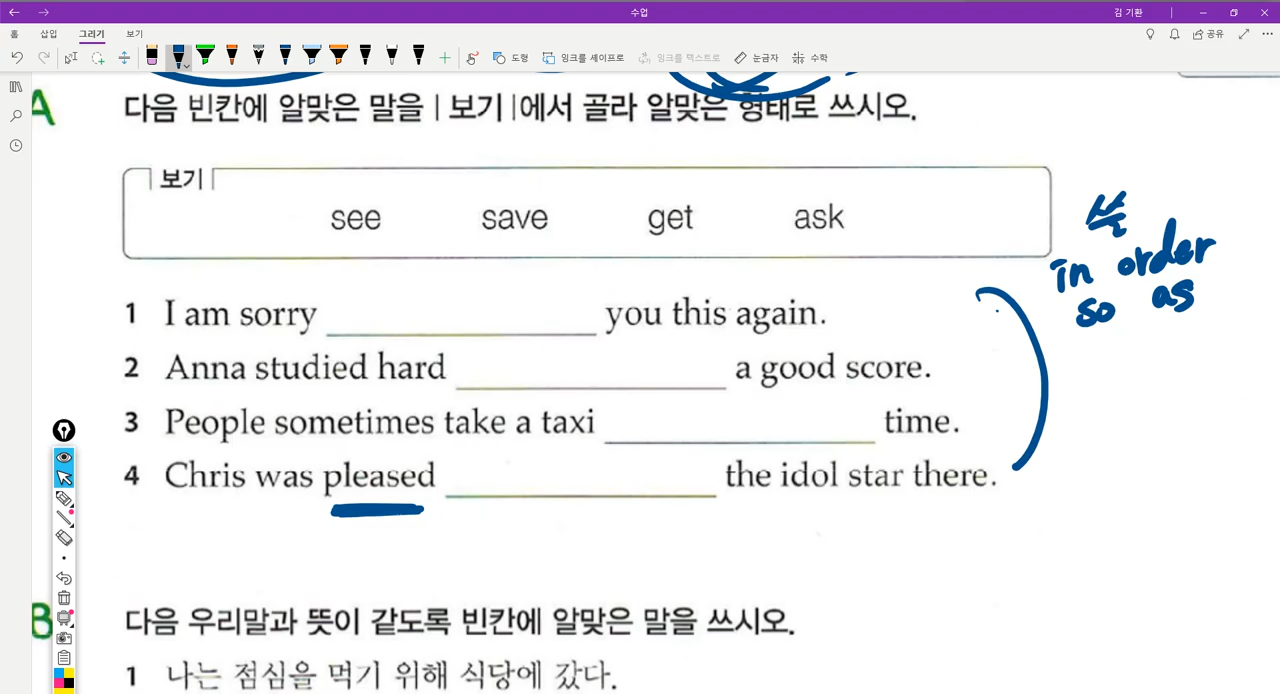 수업
김 기환
홈 삽입 그리기 보기
공유
도형 잉크를 셰이프로 잉크를 텍스트로 눈금자 수학
A 다음 빈칸에 알맞은 말을 | 보기 |에서 골라 알맞은 형태로 쓰시오.
보기
see save get ask
in order
so as
1 I am sorry you this again.
2 Anna studied hard a good score.
3 People sometimes take a taxi time.
4 Chris was pleased the idol star there.
B 다음 우리말과 뜻이 같도록 빈칸에 알맞은 말을 쓰시오.
1 나는 점심을 먹기 위해 식당에 갔다.